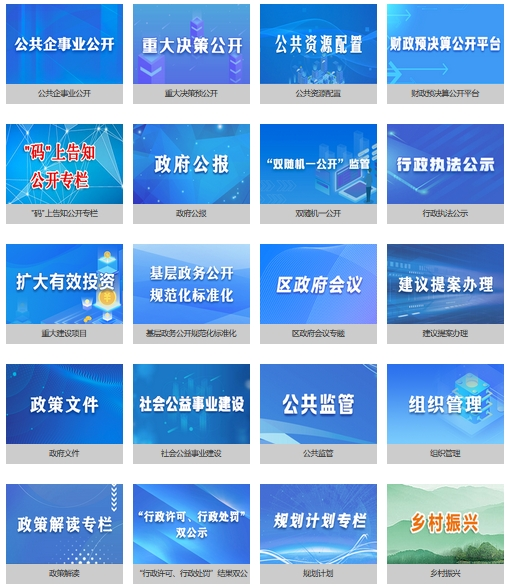 公共企事业公开
重大决策公开
公共资源配置
财政预决算公开平台
公共企事业公开
重大决策预公开
公共资源配置
财政预决算公开平台
"码"上告知
公开专栏
政府公报
“双随机一公开”监管
行政执法公示
"码"上告知公开专栏
政府公报
双随机一公开
行政执法公示
扩大有效投资
基层政务公开
规范化标准化
区政府会议
建议提案办理
重大建设项目
基层政务公开规范化标准化
区政府会议专题
建议提案办理
政策文件
社会公益事业建设
公共监管
组织管理
政府文件
社会公益事业建设
公共监管
组织管理
政策解读专栏
“行政许可、行政处罚”
双公示
规划计划专栏
乡村振兴
政策解读
“行政许可、行政处罚”结果双公
规划计划
乡村振兴